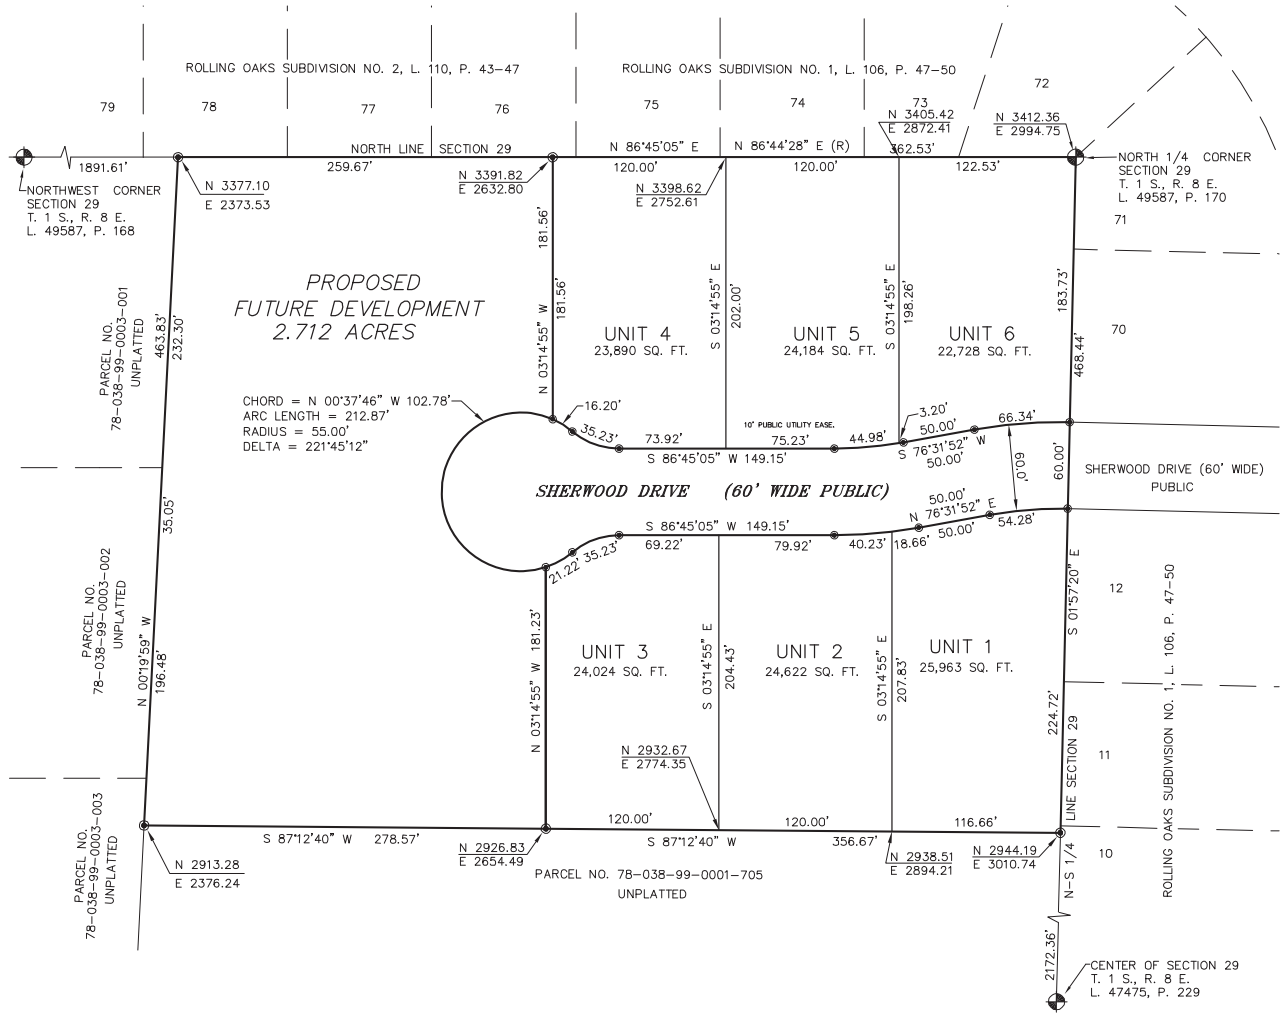 ROLLING OAKS SUBDIVISION NO. 2, L. 110, P. 43-47
ROLLING OAKS SUBDIVISION NO. 1, L. 106, P. 47-50
79
78
77
76
75
74
73
72
N 3405.42
E 2872.41
N 3412.36
E 2994.75
NORTH LINE SECTION 29
N 86°45'05" E
N 86°44'28" E (R)
362.53'
1891.61'
259.67'
120.00'
120.00'
122.53'
NORTHWEST CORNER
SECTION 29
T. 1 S., R. 8 E.
L. 49587, P. 168
N 3377.10
E 2373.53
N 3391.82
E 2632.80
N 3398.62
E 2752.61
NORTH 1/4 CORNER
SECTION 29
T. 1 S., R. 8 E.
L. 49587, P. 170
71
70
PARCEL NO.
78-038-99-0003-001
UNPLATTED
463.83'
232.30'
PROPOSED
FUTURE DEVELOPMENT
2.712 ACRES
181.56'
N 03°14'55" W
181.56'
UNIT 4
23,890 SQ. FT.
S 03°14'55" E
202.00'
UNIT 5
24,184 SQ. FT.
S 03°14'55" E
198.26'
UNIT 6
22,728 SQ. FT.
183.73'
468.44'
CHORD = N 00°37'46" W 102.78'
ARC LENGTH = 212.87'
RADIUS = 55.00'
DELTA = 221°45'12"
16.20'
35.23'
73.92'
10' PUBLIC UTILITY EASE.
75.23'
44.98'
3.20'
50.00'
66.34'
S 86°45'05" W 149.15'
S 76°31'52" W
50.00'
60.0'
60.00'
SHERWOOD DRIVE (60' WIDE)
PUBLIC
SHERWOOD DRIVE (60' WIDE PUBLIC)
50.00'
N 76°31'52" E
50.00'
54.28'
S 86°45'05" W 149.15'
69.22'
79.92'
40.23'
18.66'
21.22'
35.23'
35.05'
PARCEL NO.
78-038-99-0003-002
UNPLATTED
N 00°19'59" W
196.48'
N 03°14'55" W 181.23'
UNIT 3
24,024 SQ. FT.
S 03°14'55" E
204.43'
UNIT 2
24,622 SQ. FT.
S 03°14'55" E
207.83'
UNIT 1
25,963 SQ. FT.
S 01°57'20" E
12
11
10
224.72'
N-S 1/4 LINE SECTION 29
ROLLING OAKS SUBDIVISION NO. 1, L. 106, P. 47-50
N 2932.67
E 2774.35
120.00'
120.00'
116.66'
S 87°12'40" W 278.57'
S 87°12'40" W
356.67'
PARCEL NO.
78-038-99-0003-003
UNPLATTED
N 2913.28
E 2376.24
N 2926.83
E 2654.49
N 2938.51
E 2894.21
N 2944.19
E 3010.74
PARCEL NO. 78-038-99-0001-705
UNPLATTED
2172.36'
CENTER OF SECTION 29
T. 1 S., R. 8 E.
L. 47475, P. 229